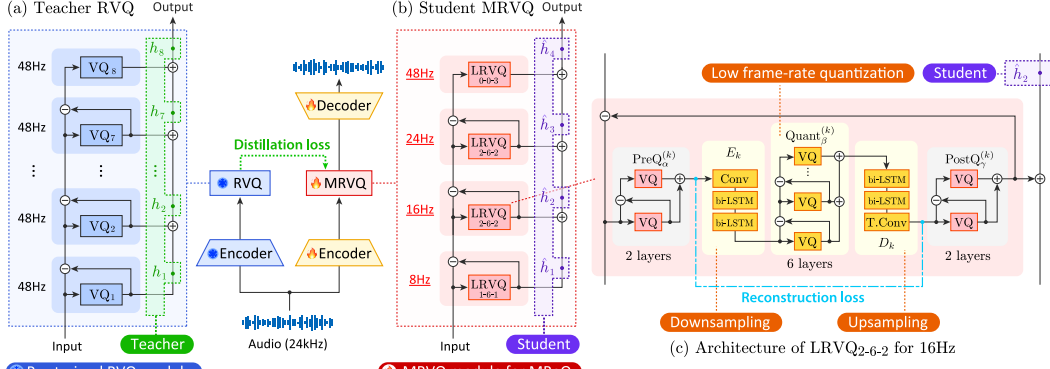 (a) Teacher RVQ
Output
48Hz
VQ8
h8
48Hz
VQ7
h7
48Hz
VQ2
h2
48Hz
VQ1
h1
Input
Teacher
Distillation loss
RVQ
MRVQ
Decoder
Encoder
Encoder
Audio (24kHz)
(b) Student MRVQ
Output
48Hz
LRVQ
0-0-3
ĥ4
24Hz
LRVQ
2-6-2
ĥ3
16Hz
LRVQ
2-6-2
ĥ2
8Hz
LRVQ
1-6-1
ĥ1
Input
Student
Low frame-rate quantization
Student
ĥ2
PreQα(k)
VQ
VQ
2 layers
Ek
Conv
bi-LSTM
bi-LSTM
Quantβ(k)
VQ
VQ
VQ
6 layers
bi-LSTM
bi-LSTM
T.Conv
Dk
PostQγ(k)
VQ
VQ
2 layers
Reconstruction loss
Downsampling
Upsampling
(c) Architecture of LRVQ2-6-2 for 16Hz